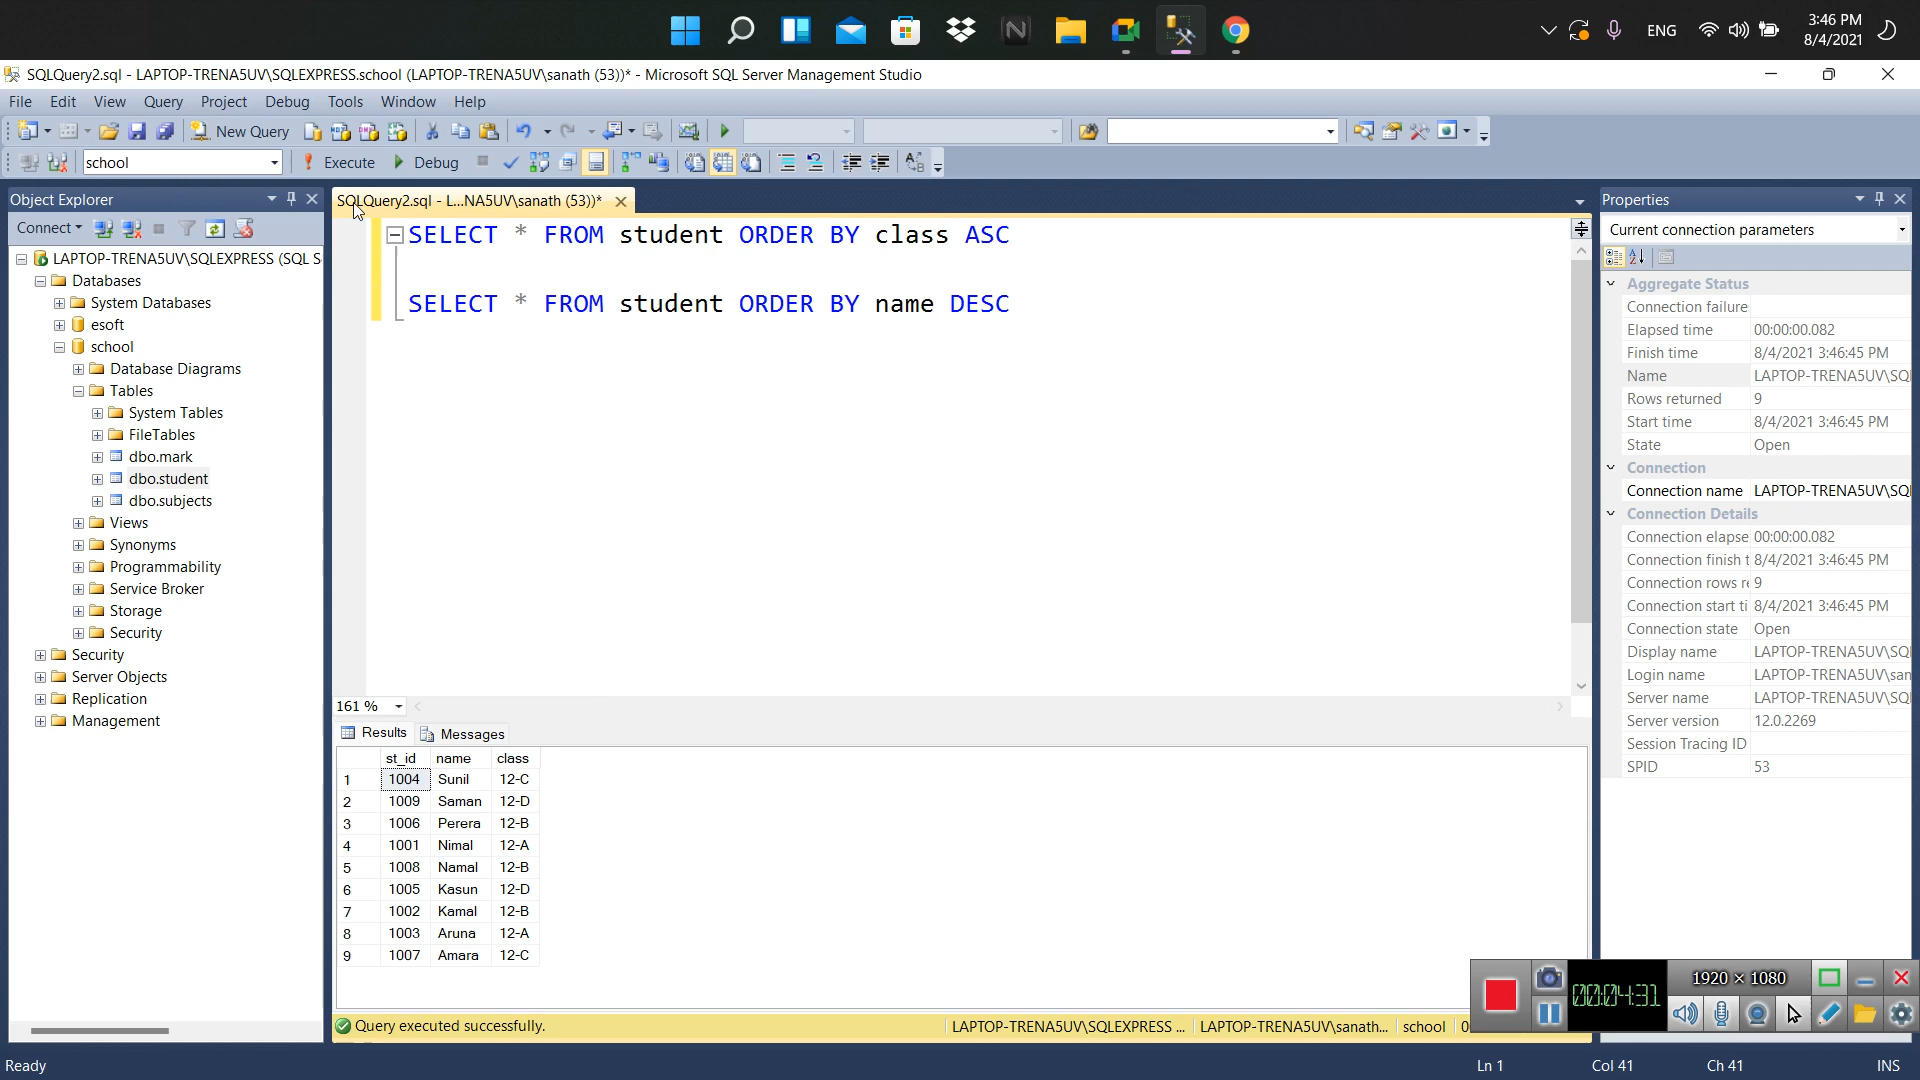 ENG
3:46 PM
8/4/2021
SQLQuery2.sql - LAPTOP-TRENA5UV\SQLEXPRESS.school (LAPTOP-TRENA5UV\sanath (53))* - Microsoft SQL Server Management Studio
File Edit View Query Project Debug Tools Window Help
New Query
school Execute Debug
Object Explorer
Connect
LAPTOP-TRENA5UV\SQLEXPRESS (SQL S
Databases
System Databases
esoft
school
Database Diagrams
Tables
System Tables
FileTables
dbo.mark
dbo.student
dbo.subjects
Views
Synonyms
Programmability
Service Broker
Storage
Security
Security
Server Objects
Replication
Management
SQLQuery2.sql - L...NA5UV\sanath (53))*
SELECT * FROM student ORDER BY class ASC
SELECT * FROM student ORDER BY name DESC
161 %
Results Messages
st_id name class
1 1004 Sunil 12-C
2 1009 Saman 12-D
3 1006 Perera 12-B
4 1001 Nimal 12-A
5 1008 Namal 12-B
6 1005 Kasun 12-D
7 1002 Kamal 12-B
8 1003 Aruna 12-A
9 1007 Amara 12-C
Query executed successfully.
LAPTOP-TRENA5UV\SQLEXPRESS ... LAPTOP-TRENA5UV\sanath... school 0
Properties
Current connection parameters
Aggregate Status
Connection failure
Elapsed time 00:00:00.082
Finish time 8/4/2021 3:46:45 PM
Name LAPTOP-TRENA5UV\SQ
Rows returned 9
Start time 8/4/2021 3:46:45 PM
State Open
Connection
Connection name LAPTOP-TRENA5UV\SQ
Connection Details
Connection elapse 00:00:00.082
Connection finish t 8/4/2021 3:46:45 PM
Connection rows re 9
Connection start ti 8/4/2021 3:46:45 PM
Connection state Open
Display name LAPTOP-TRENA5UV\SQ
Login name LAPTOP-TRENA5UV\san
Server name LAPTOP-TRENA5UV\SQ
Server version 12.0.2269
Session Tracing ID
SPID 53
1920 × 1080
00:04:31
Ready
Ln 1 Col 41 Ch 41 INS